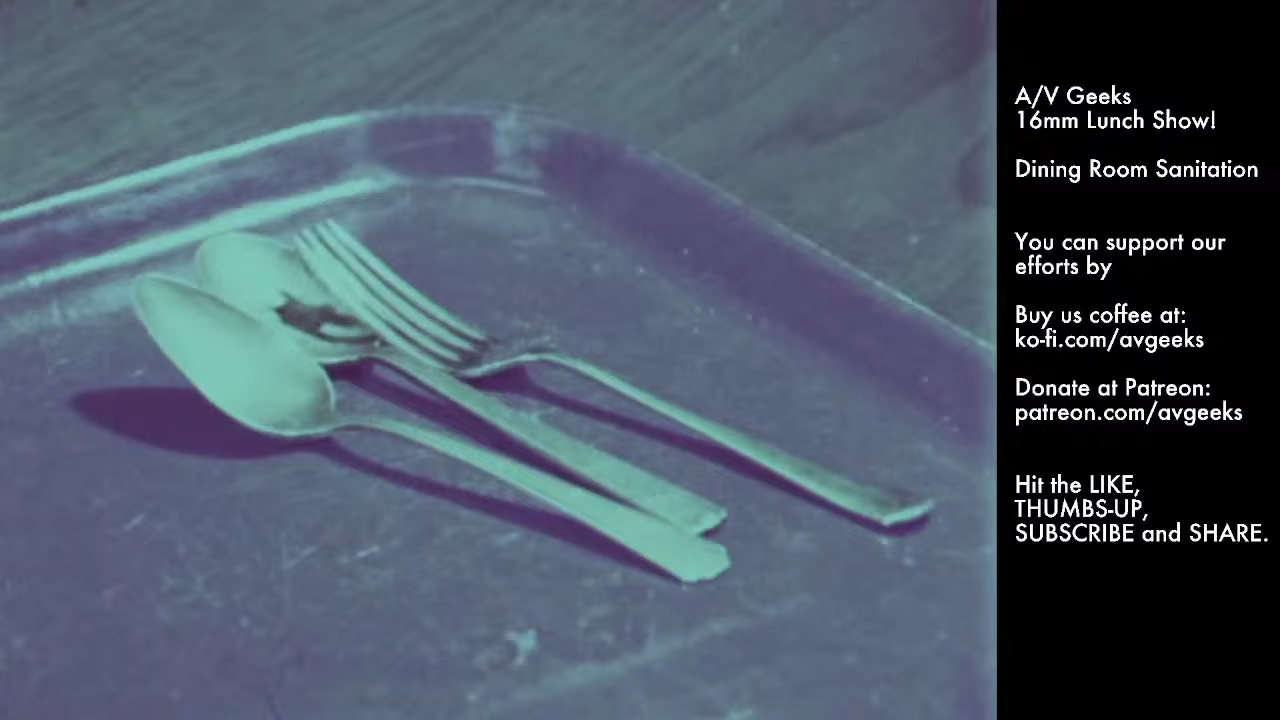 A/V Geeks
16mm Lunch Show!
Dining Room Sanitation
You can support our
efforts by
Buy us coffee at:
ko-fi.com/avgeeks
Donate at Patreon:
patreon.com/avgeeks
Hit the LIKE,
THUMBS-UP,
SUBSCRIBE and SHARE.